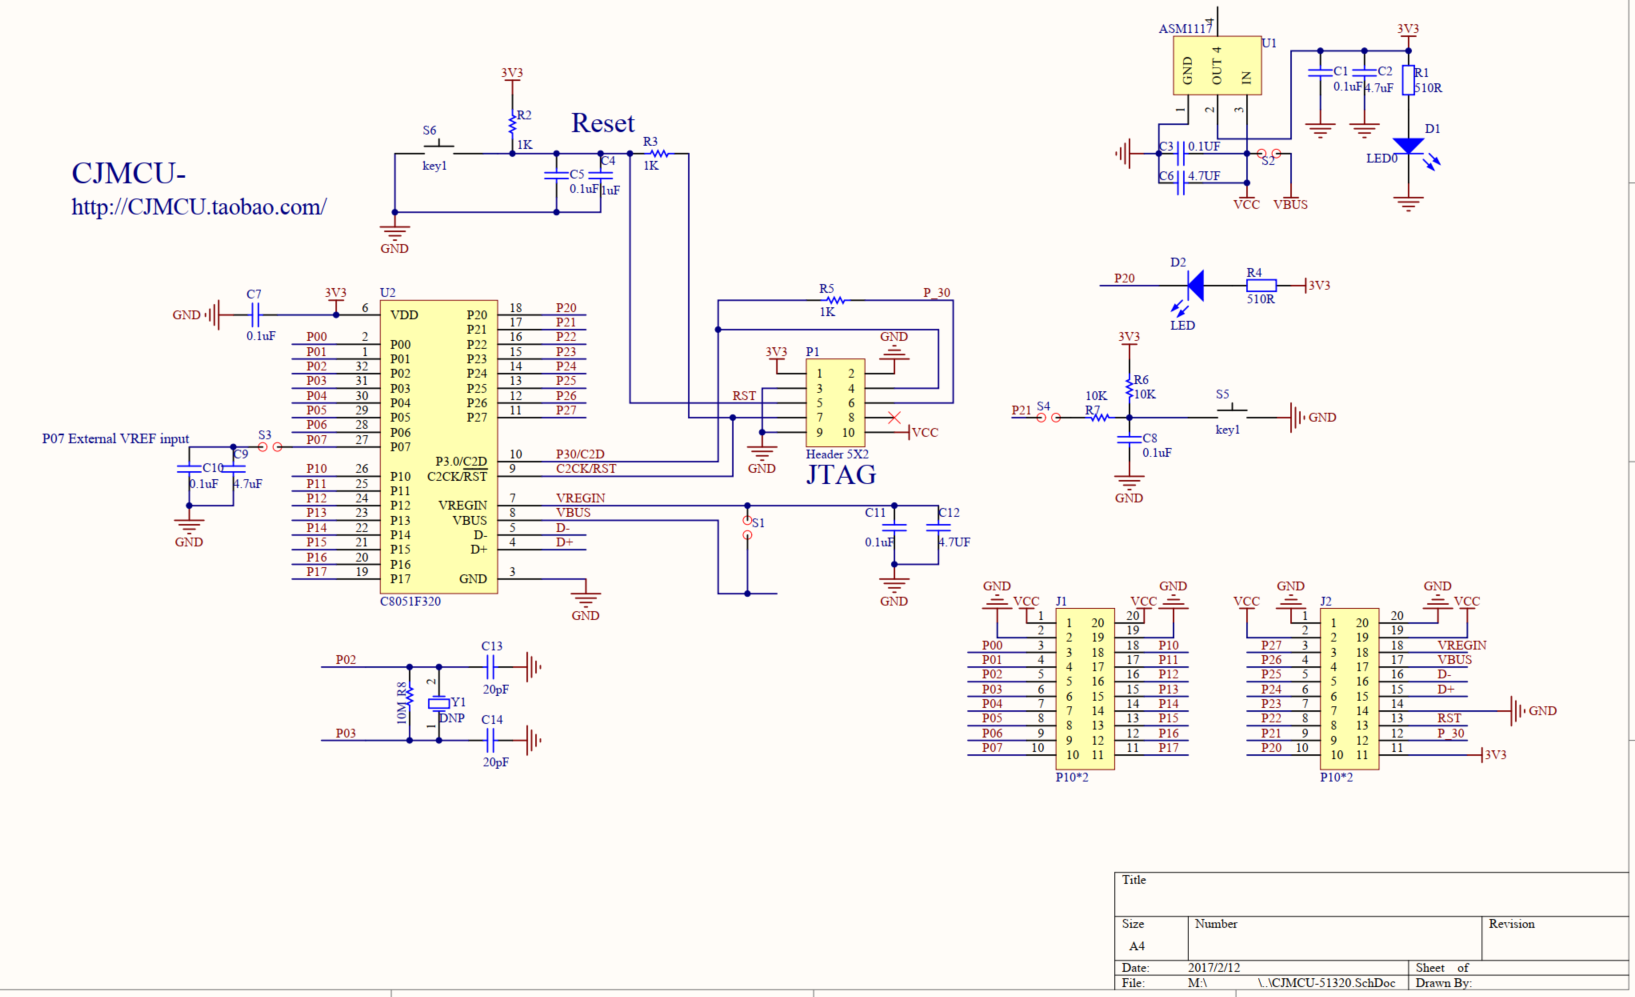 CJMCU-
http://CJMCU.taobao.com/
3V3
R2
1K
Reset
S6
key1
C5
0.1uF
C4
1uF
R3
1K
GND
ASM1117
4
U1
GND
OUT 4
IN
1
2
3
C3
0.1UF
C6
4.7UF
S2
VCC
VBUS
3V3
C1
0.1uF
C2
4.7uF
R1
510R
D1
LED0
P20
D2
LED
R4
510R
3V3
3V3
R6
10K
P21
S4
10K
R7
S5
key1
GND
C8
0.1uF
GND
GND
C7
0.1uF
3V3
U2
6 VDD
P00 2 P00
P01 1 P01
P02 32 P02
P03 31 P03
P04 30 P04
P05 29 P05
P06 28 P06
P07 27 P07
P10 26 P10
P11 25 P11
P12 24 P12
P13 23 P13
P14 22 P14
P15 21 P15
P16 20 P16
P17 19 P17
P20 18 P20
P21 17 P21
P22 16 P22
P23 15 P23
P24 14 P24
P25 13 P25
P26 12 P26
P27 11 P27
P3.0/C2D 10 P30/C2D
C2CK/RST 9 C2CK/RST
VREGIN 7 VREGIN
VBUS 8 VBUS
D- 5 D-
D+ 4 D+
GND 3
GND
C8051F320
P07 External VREF input
S3
C10
0.1uF
C9
4.7uF
GND
R5
1K
P_30
3V3
P1
GND
1 2
3 4
RST 5 6
7 8
9 10 VCC
GND
Header 5X2
JTAG
S1
C11
0.1uF
C12
4.7UF
GND
P02
C13
20pF
R8
10M
2
Y1
DNP
1
P03
C14
20pF
GND
VCC
J1
VCC
GND
1 1 20 20
2 2 19 19
P00 3 3 18 18 P10
P01 4 4 17 17 P11
P02 5 5 16 16 P12
P03 6 6 15 15 P13
P04 7 7 14 14 P14
P05 8 8 13 13 P15
P06 9 9 12 12 P16
P07 10 10 11 11 P17
P10*2
VCC
GND
J2
GND
VCC
1 1 20 20
2 2 19 19
P27 3 3 18 18 VREGIN
P26 4 4 17 17 VBUS
P25 5 5 16 16 D-
P24 6 6 15 15 D+
P23 7 7 14 14 GND
P22 8 8 13 13 RST
P21 9 9 12 12 P_30
P20 10 10 11 11 3V3
P10*2
Title
Size
A4
Number
Revision
Date: 2017/2/12 Sheet of
File: M:\ \..\CJMCU-51320.SchDoc Drawn By: